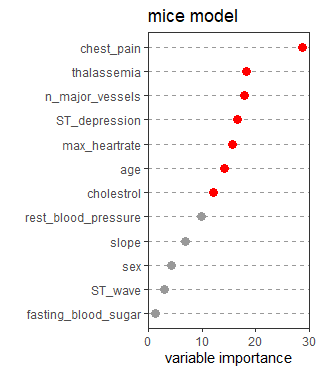 mice model
chest_pain
thalassemia
n_major_vessels
ST_depression
max_heartrate
age
cholestrol
rest_blood_pressure
slope
sex
ST_wave
fasting_blood_sugar
0 10 20 30
variable importance